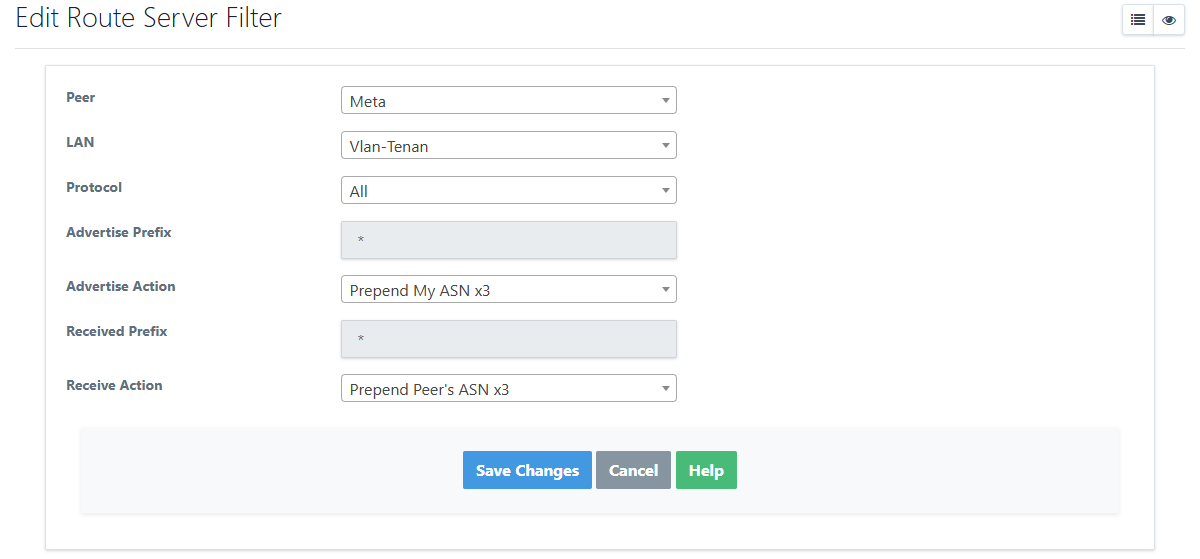 Edit Route Server Filter
Peer
Meta
LAN
Vlan-Tenan
Protocol
All
Advertise Prefix
*
Advertise Action
Prepend My ASN x3
Received Prefix
*
Receive Action
Prepend Peer's ASN x3
Save Changes
Cancel
Help